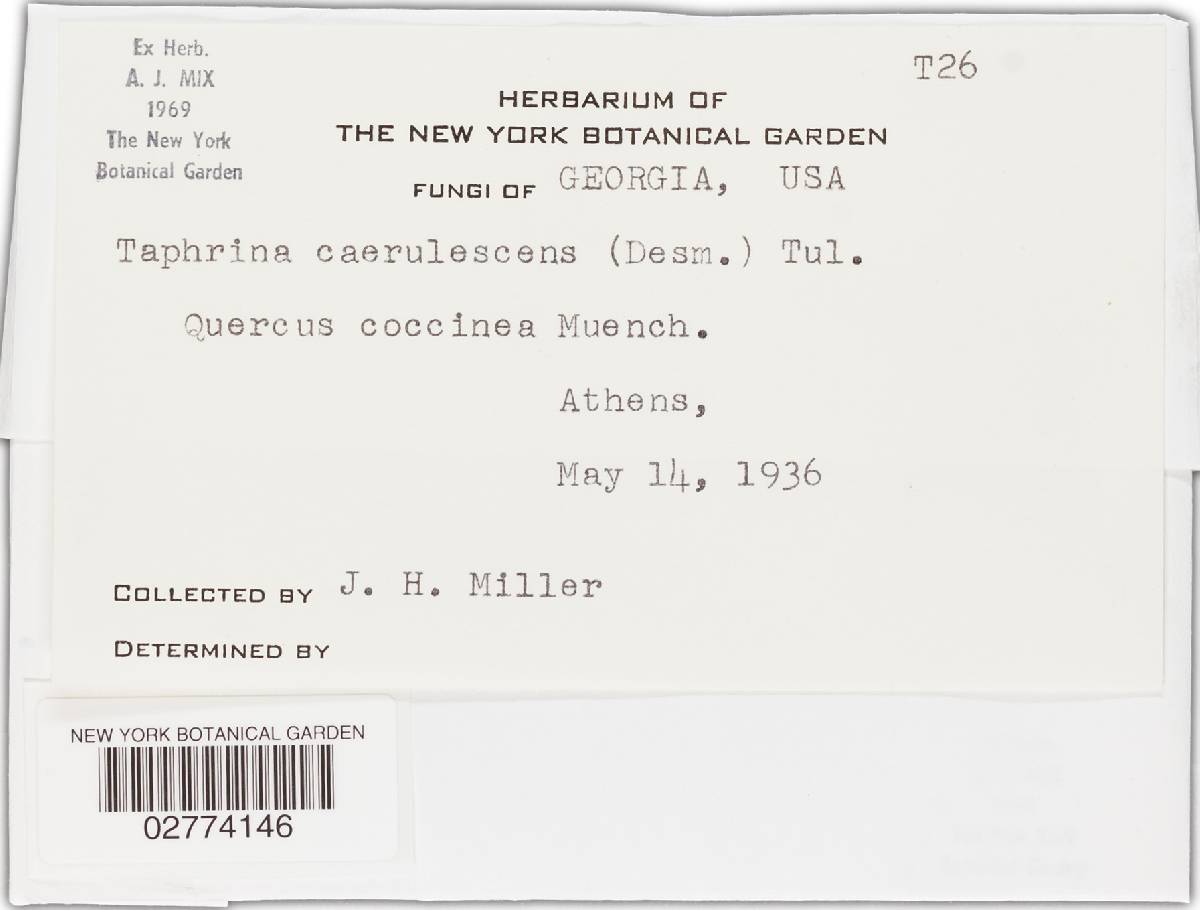 Ex Herb.
A. J. MIX
1969
The New York
Botanical Garden
T26
HERBARIUM OF
THE NEW YORK BOTANICAL GARDEN
FUNGI OF GEORGIA, USA
Taphrina caerulescens (Desm.) Tul.
Quercus coccinea Muench.
Athens,
May 14, 1936
COLLECTED BY J. H. Miller
DETERMINED BY
NEW YORK BOTANICAL GARDEN
02774146